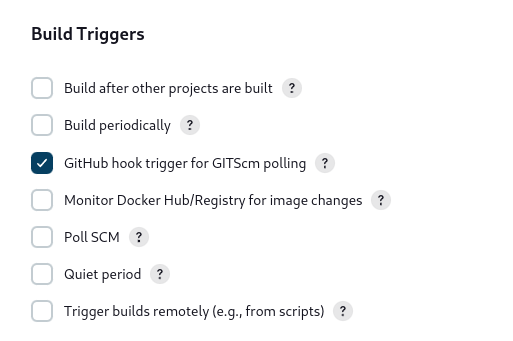 Build Triggers
Build after other projects are built ?
Build periodically ?
GitHub hook trigger for GITScm polling ?
Monitor Docker Hub/Registry for image changes ?
Poll SCM ?
Quiet period ?
Trigger builds remotely (e.g., from scripts) ?